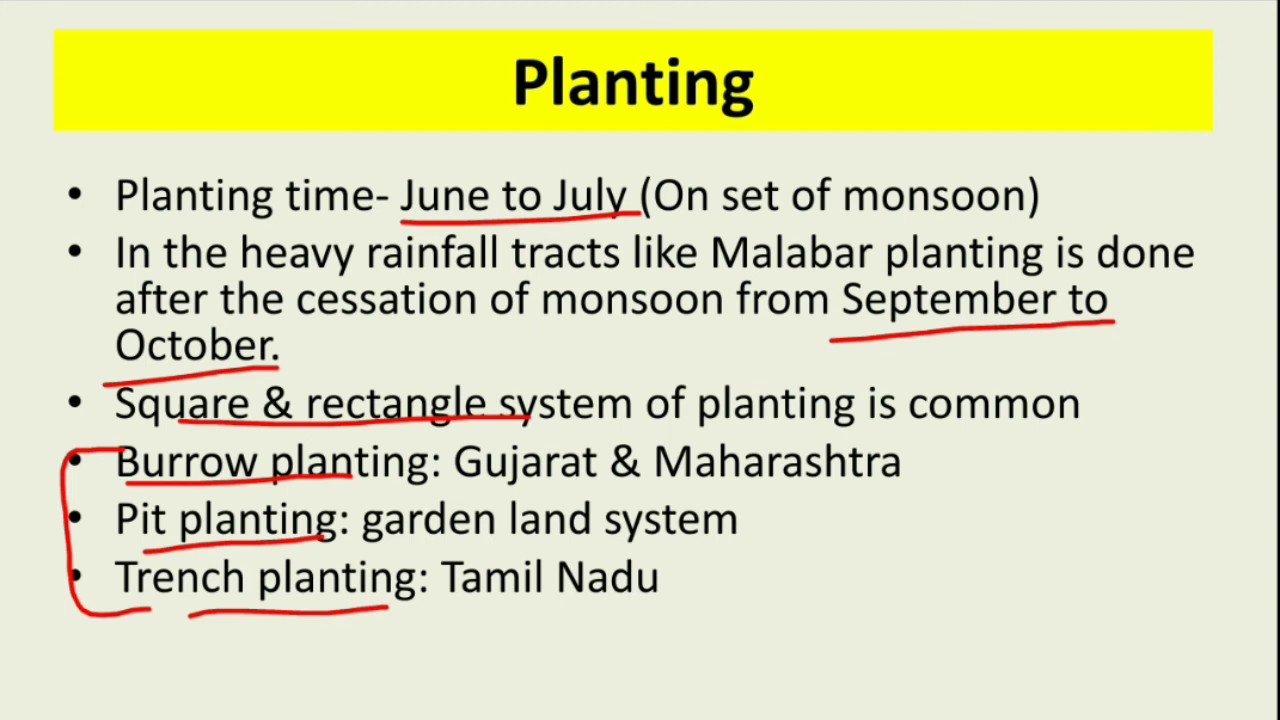 Planting
• Planting time- June to July (On set of monsoon)
• In the heavy rainfall tracts like Malabar planting is done
after the cessation of monsoon from September to
October.
• Square & rectangle system of planting is common
• Burrow planting: Gujarat & Maharashtra
• Pit planting: garden land system
• Trench planting: Tamil Nadu